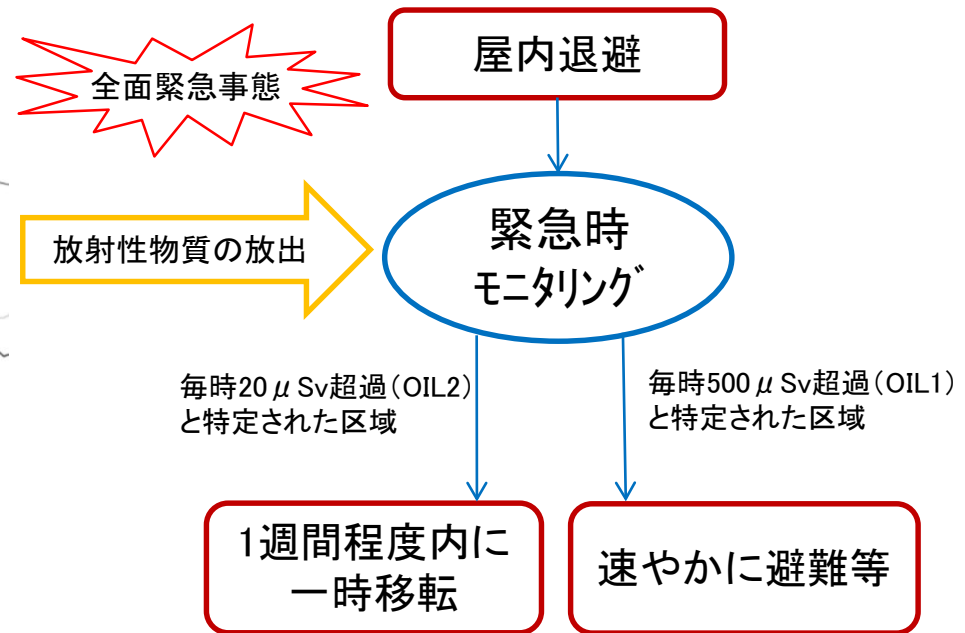 屋内退避
全面緊急事態
放射性物質の放出
緊急時
ﾓﾆﾀﾘﾝｸﾞ
毎時20μSv超過(OIL2)
と特定された区域
毎時500μSv超過(OIL1)
と特定された区域
1週間程度内に
一時移転
速やかに避難等